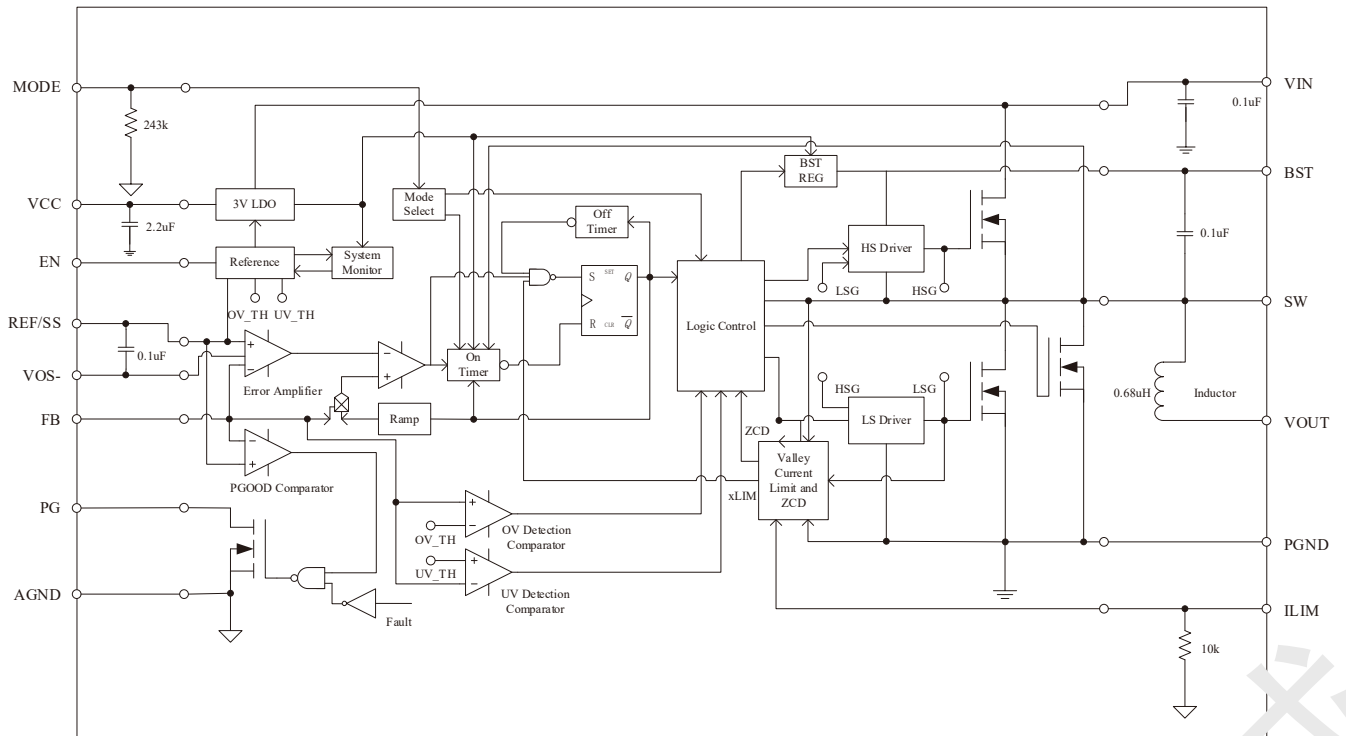 MODE
VIN
0.1uF
243k
BST
REG
BST
3V LDO
Mode
Select
VCC
2.2uF
Off
Timer
0.1uF
EN
Reference
System
Monitor
HS Driver
S SET Q
LSG
HSG
OV_TH UV_TH
SW
REF/SS
R CLR Q
Logic Control
0.1uF
On
Timer
VOS-
Error Amplifier
HSG
LSG
0.68uH
Inductor
FB
Ramp
LS Driver
VOUT
ZCD
Valley
Current
Limit and
ZCD
PGOOD Comparator
xLIM
PG
OV_TH
OV Detection
Comparator
PGND
UV_TH
UV Detection
Comparator
AGND
Fault
ILIM
10k